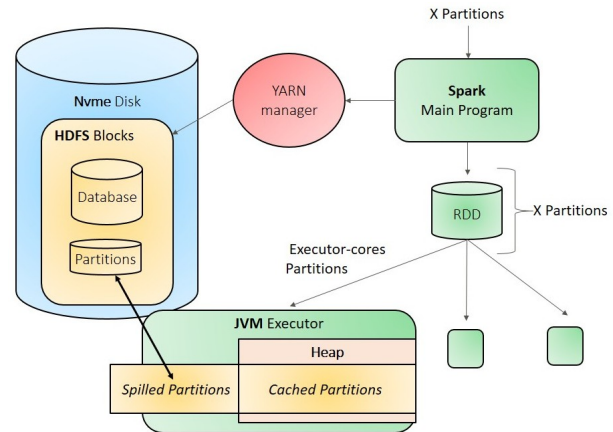 X Partitions
Spark
Main Program
YARN
manager
Nvme Disk
HDFS Blocks
Database
Partitions
RDD
X Partitions
Executor-cores
Partitions
JVM Executor
Heap
Spilled Partitions
Cached Partitions